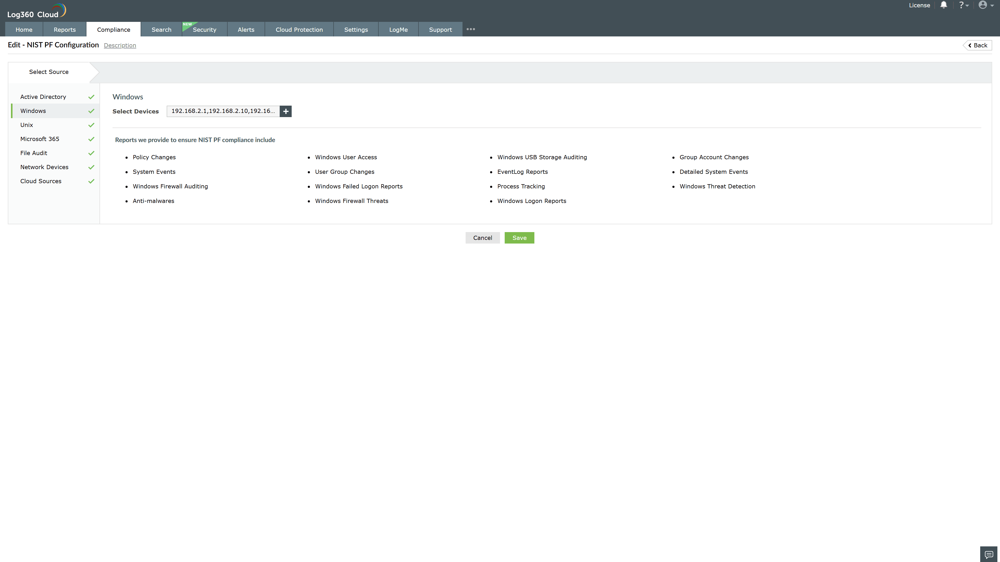 Log360 Cloud
License
Home
Reports
Compliance
Search
NEW
Security
Alerts
Cloud Protection
Settings
LogMe
Support
Edit - NIST PF Configuration
Description
Back
Select Source
Active Directory
Windows
Unix
Microsoft 365
File Audit
Network Devices
Cloud Sources
Windows
Select Devices
192.168.2.1,192.168.2.10,192.16...
Reports we provide to ensure NIST PF compliance include
Policy Changes
Windows User Access
Windows USB Storage Auditing
Group Account Changes
System Events
User Group Changes
EventLog Reports
Detailed System Events
Windows Firewall Auditing
Windows Failed Logon Reports
Process Tracking
Windows Threat Detection
Anti-malwares
Windows Firewall Threats
Windows Logon Reports
Cancel
Save